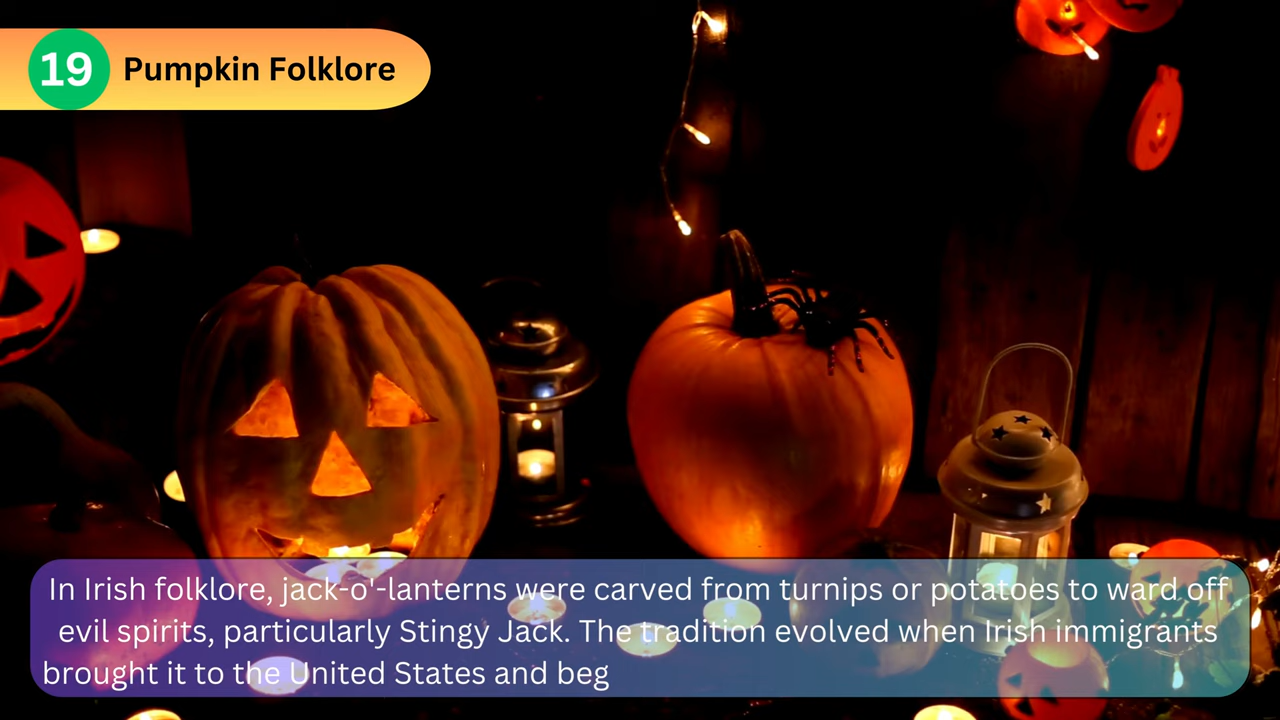 19 Pumpkin Folklore
In Irish folklore, jack-o'-lanterns were carved from turnips or potatoes to ward off
evil spirits, particularly Stingy Jack. The tradition evolved when Irish immigrants
brought it to the United States and beg